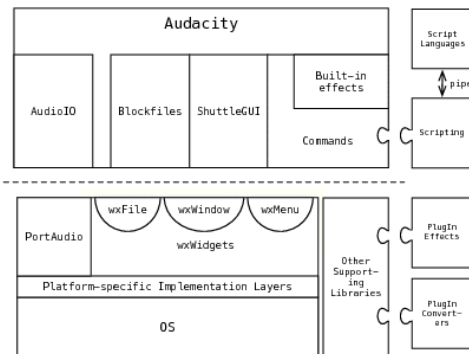 Audacity
Script
Languages
pipe
AudioIO
Blockfiles
ShuttleGUI
Built-in
effects
Commands
Scripting
PortAudio
wxFile
wxWindow
wxMenu
wxWidgets
Platform-specific Implementation Layers
OS
Other
Support-
ing
Libraries
PlugIn
Effects
PlugIn
Convert-
ers